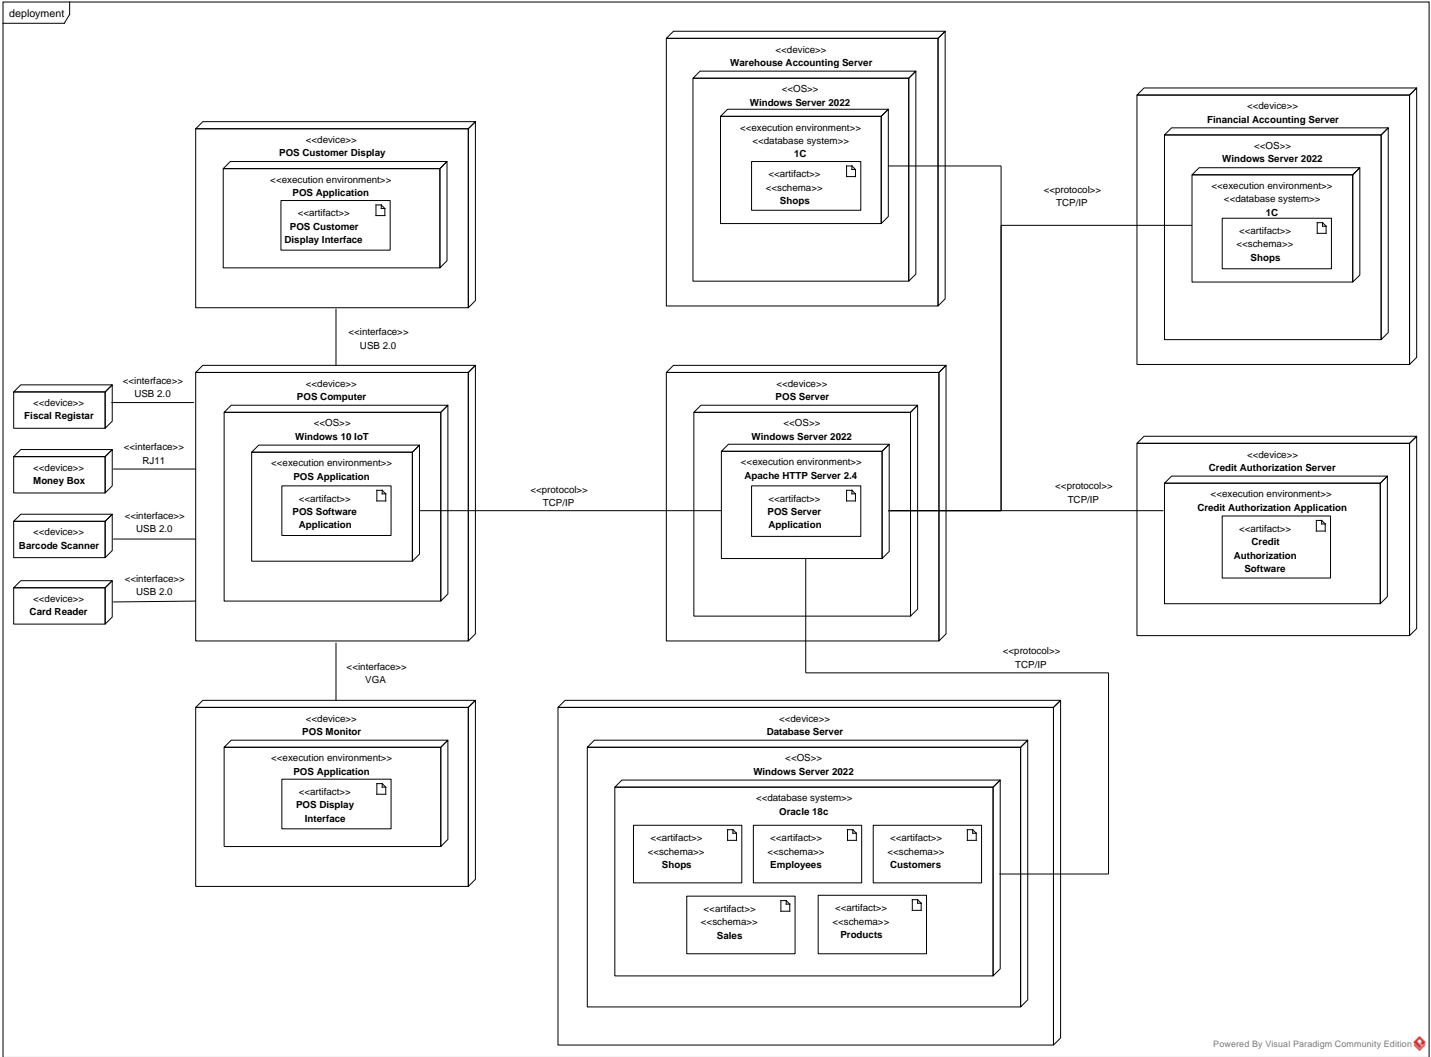 deployment
<<device>>
Warehouse Accounting Server
<<OS>>
Windows Server 2022
<<execution environment>>
<<database system>>
1C
<<artifact>>
<<schema>>
Shops
<<device>>
Financial Accounting Server
<<OS>>
Windows Server 2022
<<execution environment>>
<<database system>>
1C
<<artifact>>
<<schema>>
Shops
<<protocol>>
TCP/IP
<<device>>
POS Customer Display
<<execution environment>>
POS Application
<<artifact>>
POS Customer
Display Interface
<<interface>>
USB 2.0
<<device>>
Fiscal Registar
<<interface>>
USB 2.0
<<device>>
Money Box
<<interface>>
RJ11
<<device>>
Barcode Scanner
<<interface>>
USB 2.0
<<device>>
Card Reader
<<interface>>
USB 2.0
<<device>>
POS Computer
<<OS>>
Windows 10 IoT
<<execution environment>>
POS Application
<<artifact>>
POS Software
Application
<<protocol>>
TCP/IP
<<device>>
POS Server
<<OS>>
Windows Server 2022
<<execution environment>>
Apache HTTP Server 2.4
<<artifact>>
POS Server
Application
<<protocol>>
TCP/IP
<<device>>
Credit Authorization Server
<<execution environment>>
Credit Authorization Application
<<artifact>>
Credit
Authorization
Software
<<interface>>
VGA
<<device>>
POS Monitor
<<execution environment>>
POS Application
<<artifact>>
POS Display
Interface
<<protocol>>
TCP/IP
<<device>>
Database Server
<<OS>>
Windows Server 2022
<<database system>>
Oracle 18c
<<artifact>>
<<schema>>
Shops
<<artifact>>
<<schema>>
Employees
<<artifact>>
<<schema>>
Customers
<<artifact>>
<<schema>>
Sales
<<artifact>>
<<schema>>
Products
Powered By Visual Paradigm Community Edition